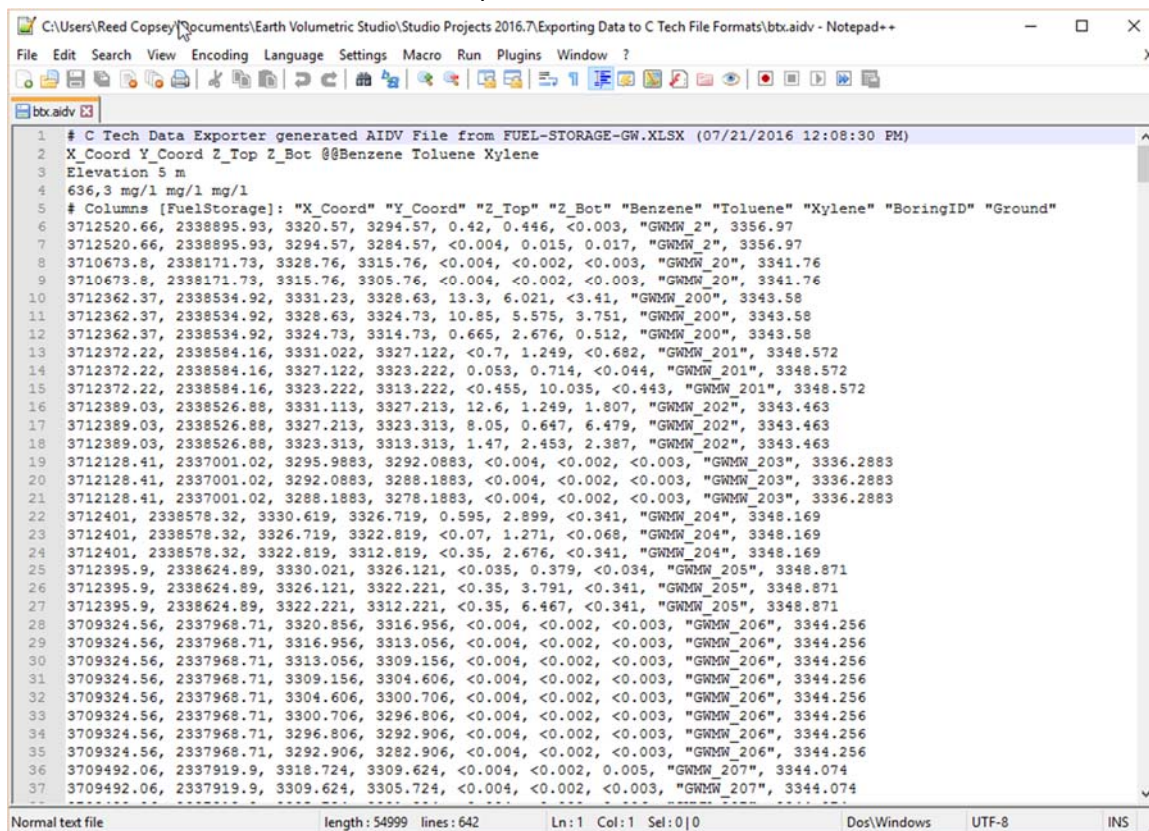 C:\Users\Reed Copsey\Documents\Earth Volumetric Studio\Studio Projects 2016.7\Exporting Data to C Tech File Formats\btx.aidv - Notepad++
File Edit Search View Encoding Language Settings Macro Run Plugins Window ?
btx.aidv
1 # C Tech Data Exporter generated AIDV File from FUEL-STORAGE-GW.XLSX (07/21/2016 12:08:30 PM)
2 X_Coord Y_Coord Z_Top Z_Bot @@Benzene Toluene Xylene
3 Elevation 5 m
4 636,3 mg/l mg/l mg/l
5 # Columns [FuelStorage]: "X_Coord" "Y_Coord" "Z_Top" "Z_Bot" "Benzene" "Toluene" "Xylene" "BoringID" "Ground"
6 3712520.66, 2338895.93, 3320.57, 3294.57, 0.42, 0.446, <0.003, "GWMW_2", 3356.97
7 3712520.66, 2338895.93, 3294.57, 3284.57, <0.004, 0.015, 0.017, "GWMW_2", 3356.97
8 3710673.8, 2338171.73, 3328.76, 3315.76, <0.004, <0.002, <0.003, "GWMW_20", 3341.76
9 3710673.8, 2338171.73, 3315.76, 3305.76, <0.004, <0.002, <0.003, "GWMW_20", 3341.76
10 3712362.37, 2338534.92, 3331.23, 3328.63, 13.3, 6.021, <3.41, "GWMW_200", 3343.58
11 3712362.37, 2338534.92, 3328.63, 3324.73, 10.85, 5.575, 3.751, "GWMW_200", 3343.58
12 3712362.37, 2338534.92, 3324.73, 3314.73, 0.665, 2.676, 0.512, "GWMW_200", 3343.58
13 3712372.22, 2338584.16, 3331.022, 3327.122, <0.7, 1.249, <0.682, "GWMW_201", 3348.572
14 3712372.22, 2338584.16, 3327.122, 3323.222, 0.053, 0.714, <0.044, "GWMW_201", 3348.572
15 3712372.22, 2338584.16, 3323.222, 3313.222, <0.455, 10.035, <0.443, "GWMW_201", 3348.572
16 3712389.03, 2338526.88, 3331.113, 3327.213, 12.6, 1.249, 1.807, "GWMW_202", 3343.463
17 3712389.03, 2338526.88, 3327.213, 3323.313, 8.05, 0.647, 6.479, "GWMW_202", 3343.463
18 3712389.03, 2338526.88, 3323.313, 3313.313, 1.47, 2.453, 2.387, "GWMW_202", 3343.463
19 3712128.41, 2337001.02, 3295.9883, 3292.0883, <0.004, <0.002, <0.003, "GWMW_203", 3336.2883
20 3712128.41, 2337001.02, 3292.0883, 3288.1883, <0.004, <0.002, <0.003, "GWMW_203", 3336.2883
21 3712128.41, 2337001.02, 3288.1883, 3278.1883, <0.004, <0.002, <0.003, "GWMW_203", 3336.2883
22 3712401, 2338578.32, 3330.619, 3326.719, 0.595, 2.899, <0.341, "GWMW_204", 3348.169
23 3712401, 2338578.32, 3326.719, 3322.819, <0.07, 1.271, <0.068, "GWMW_204", 3348.169
24 3712401, 2338578.32, 3322.819, 3312.819, <0.35, 2.676, <0.341, "GWMW_204", 3348.169
25 3712395.9, 2338624.89, 3330.021, 3326.121, <0.035, 0.379, <0.034, "GWMW_205", 3348.871
26 3712395.9, 2338624.89, 3326.121, 3322.221, <0.35, 3.791, <0.341, "GWMW_205", 3348.871
27 3712395.9, 2338624.89, 3322.221, 3312.221, <0.35, 6.467, <0.341, "GWMW_205", 3348.871
28 3709324.56, 2337968.71, 3320.856, 3316.956, <0.004, <0.002, <0.003, "GWMW_206", 3344.256
29 3709324.56, 2337968.71, 3316.956, 3313.056, <0.004, <0.002, <0.003, "GWMW_206", 3344.256
30 3709324.56, 2337968.71, 3313.056, 3309.156, <0.004, <0.002, <0.003, "GWMW_206", 3344.256
31 3709324.56, 2337968.71, 3309.156, 3304.606, <0.004, <0.002, <0.003, "GWMW_206", 3344.256
32 3709324.56, 2337968.71, 3304.606, 3300.706, <0.004, <0.002, <0.003, "GWMW_206", 3344.256
33 3709324.56, 2337968.71, 3300.706, 3296.806, <0.004, <0.002, <0.003, "GWMW_206", 3344.256
34 3709324.56, 2337968.71, 3296.806, 3292.906, <0.004, <0.002, <0.003, "GWMW_206", 3344.256
35 3709324.56, 2337968.71, 3292.906, 3282.906, <0.004, <0.002, <0.003, "GWMW_206", 3344.256
36 3709492.06, 2337919.9, 3318.724, 3309.624, <0.004, <0.002, 0.005, "GWMW_207", 3344.074
37 3709492.06, 2337919.9, 3309.624, 3305.724, <0.004, <0.002, <0.003, "GWMW_207", 3344.074
Normal text file length : 54999 lines : 642 Ln : 1 Col : 1 Sel : 0 | 0 Dos\Windows UTF-8 INS